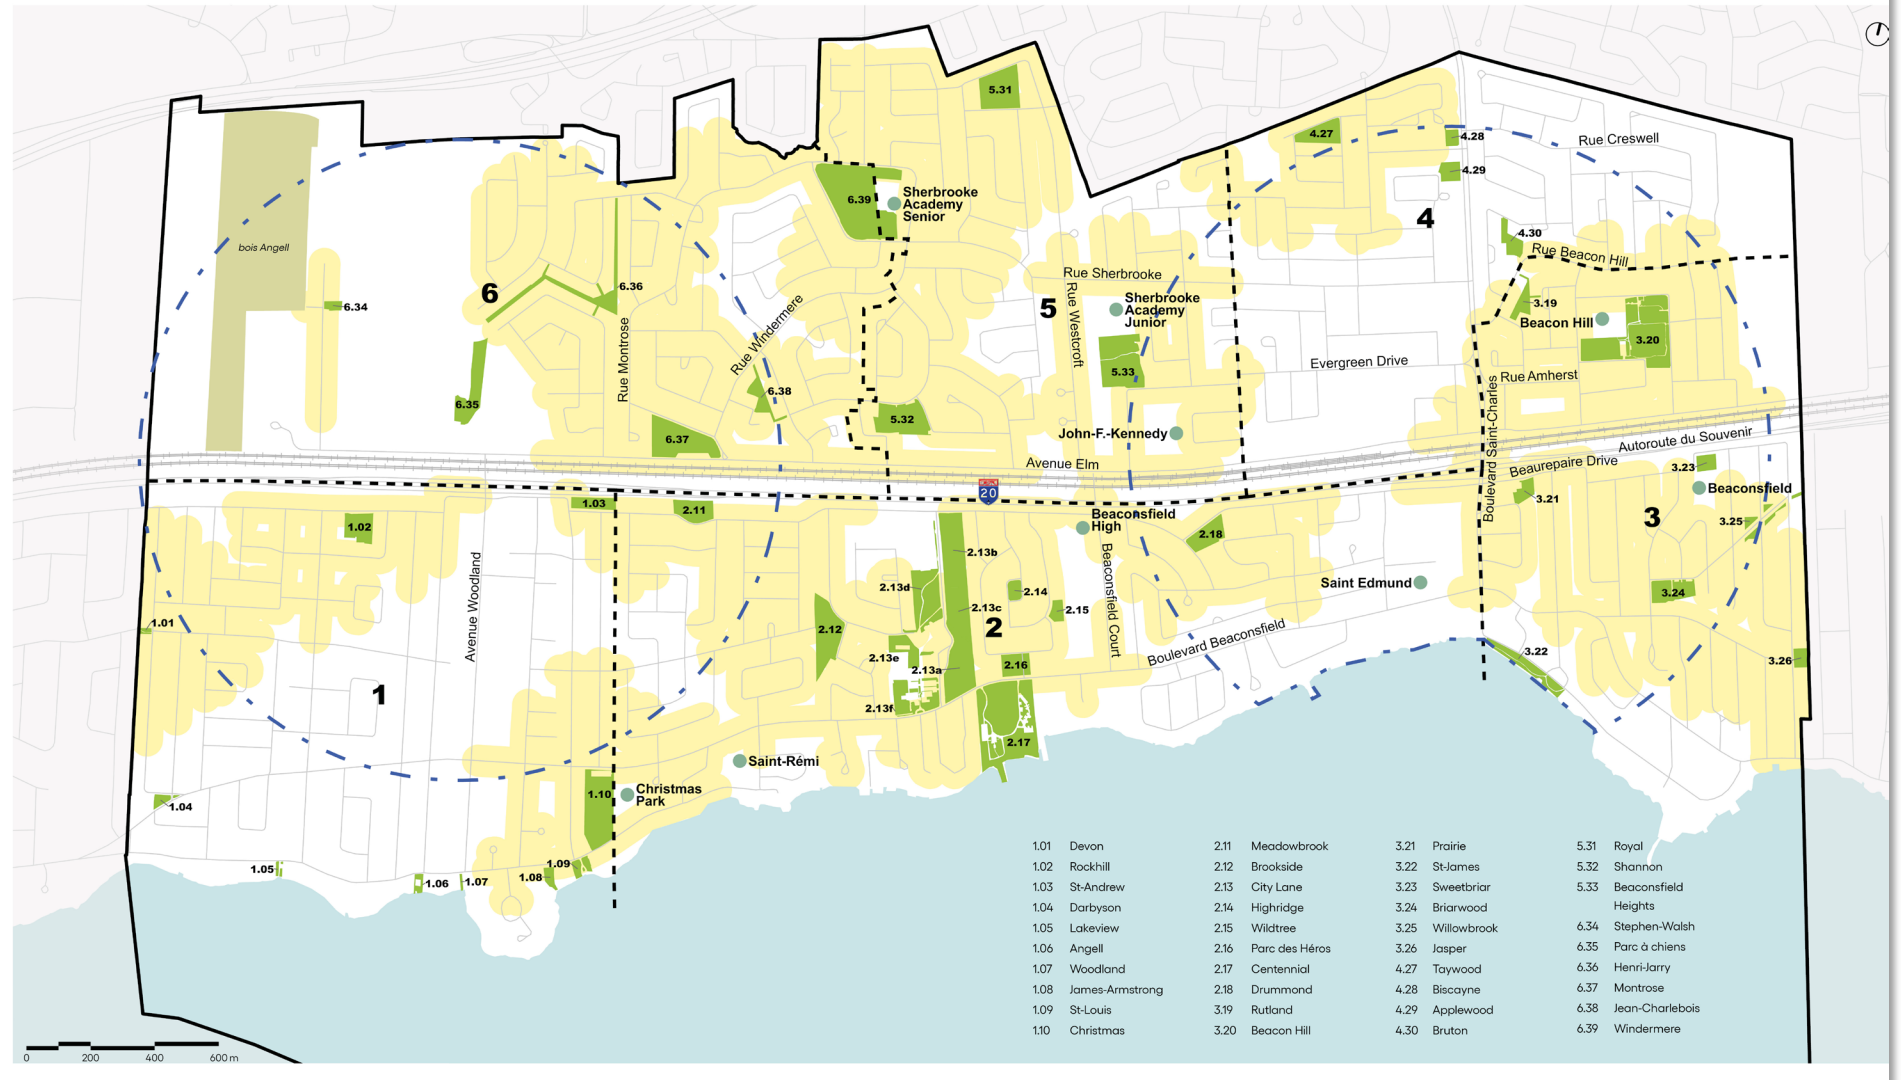 5.31
4.27
4.28
Rue Creswell
4.29
6.39
Sherbrooke
Academy
Senior
4
4.30
bois Angell
Rue Beacon Hill
Rue Sherbrooke
6
6.36
6.34
5
Sherbrooke
Academy
Junior
3.19
Beacon Hill
3.20
Rue Windermere
Rue Westcroft
Rue Montrose
Evergreen Drive
5.33
Rue Amherst
6.38
6.35
5.32
6.37
John-F.-Kennedy
Boulevard Saint-Charles
Autoroute du Souvenir
Avenue Elm
Beaurepaire Drive
3.23
Beaconsfield
20
1.03
2.11
3.21
1.02
Beaconsfield
High
3
3.25
2.18
2.13b
Avenue Woodland
Beaconsfield Court
2.13d
2.14
Saint Edmund
3.24
2.13c
2.15
1.01
2.12
2
Boulevard Beaconsfield
2.13e
2.16
2.13a
3.22
3.26
1
2.13f
2.17
Saint-Rémi
1.10
Christmas
Park
1.04
1.05
1.06
1.07
1.08
1.09
1.01 Devon
1.02 Rockhill
1.03 St-Andrew
1.04 Darbyson
1.05 Lakeview
1.06 Angell
1.07 Woodland
1.08 James-Armstrong
1.09 St-Louis
1.10 Christmas
2.11 Meadowbrook
2.12 Brookside
2.13 City Lane
2.14 Highridge
2.15 Wildtree
2.16 Parc des Héros
2.17 Centennial
2.18 Drummond
3.19 Rutland
3.20 Beacon Hill
3.21 Prairie
3.22 St-James
3.23 Sweetbriar
3.24 Briarwood
3.25 Willowbrook
3.26 Jasper
4.27 Taywood
4.28 Biscayne
4.29 Applewood
4.30 Bruton
5.31 Royal
5.32 Shannon
5.33 Beaconsfield
Heights
6.34 Stephen-Walsh
6.35 Parc à chiens
6.36 Henri-Jarry
6.37 Montrose
6.38 Jean-Charlebois
6.39 Windermere
0 200 400 600 m